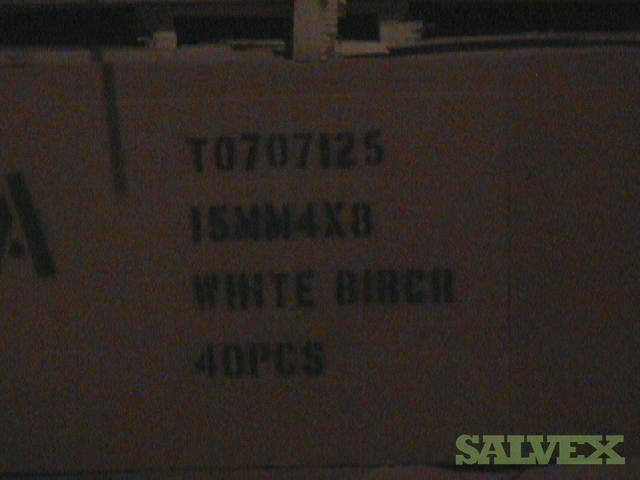 T0707125
15MM4X8
WHITE BIRCH
40PCS
A
SALVEX